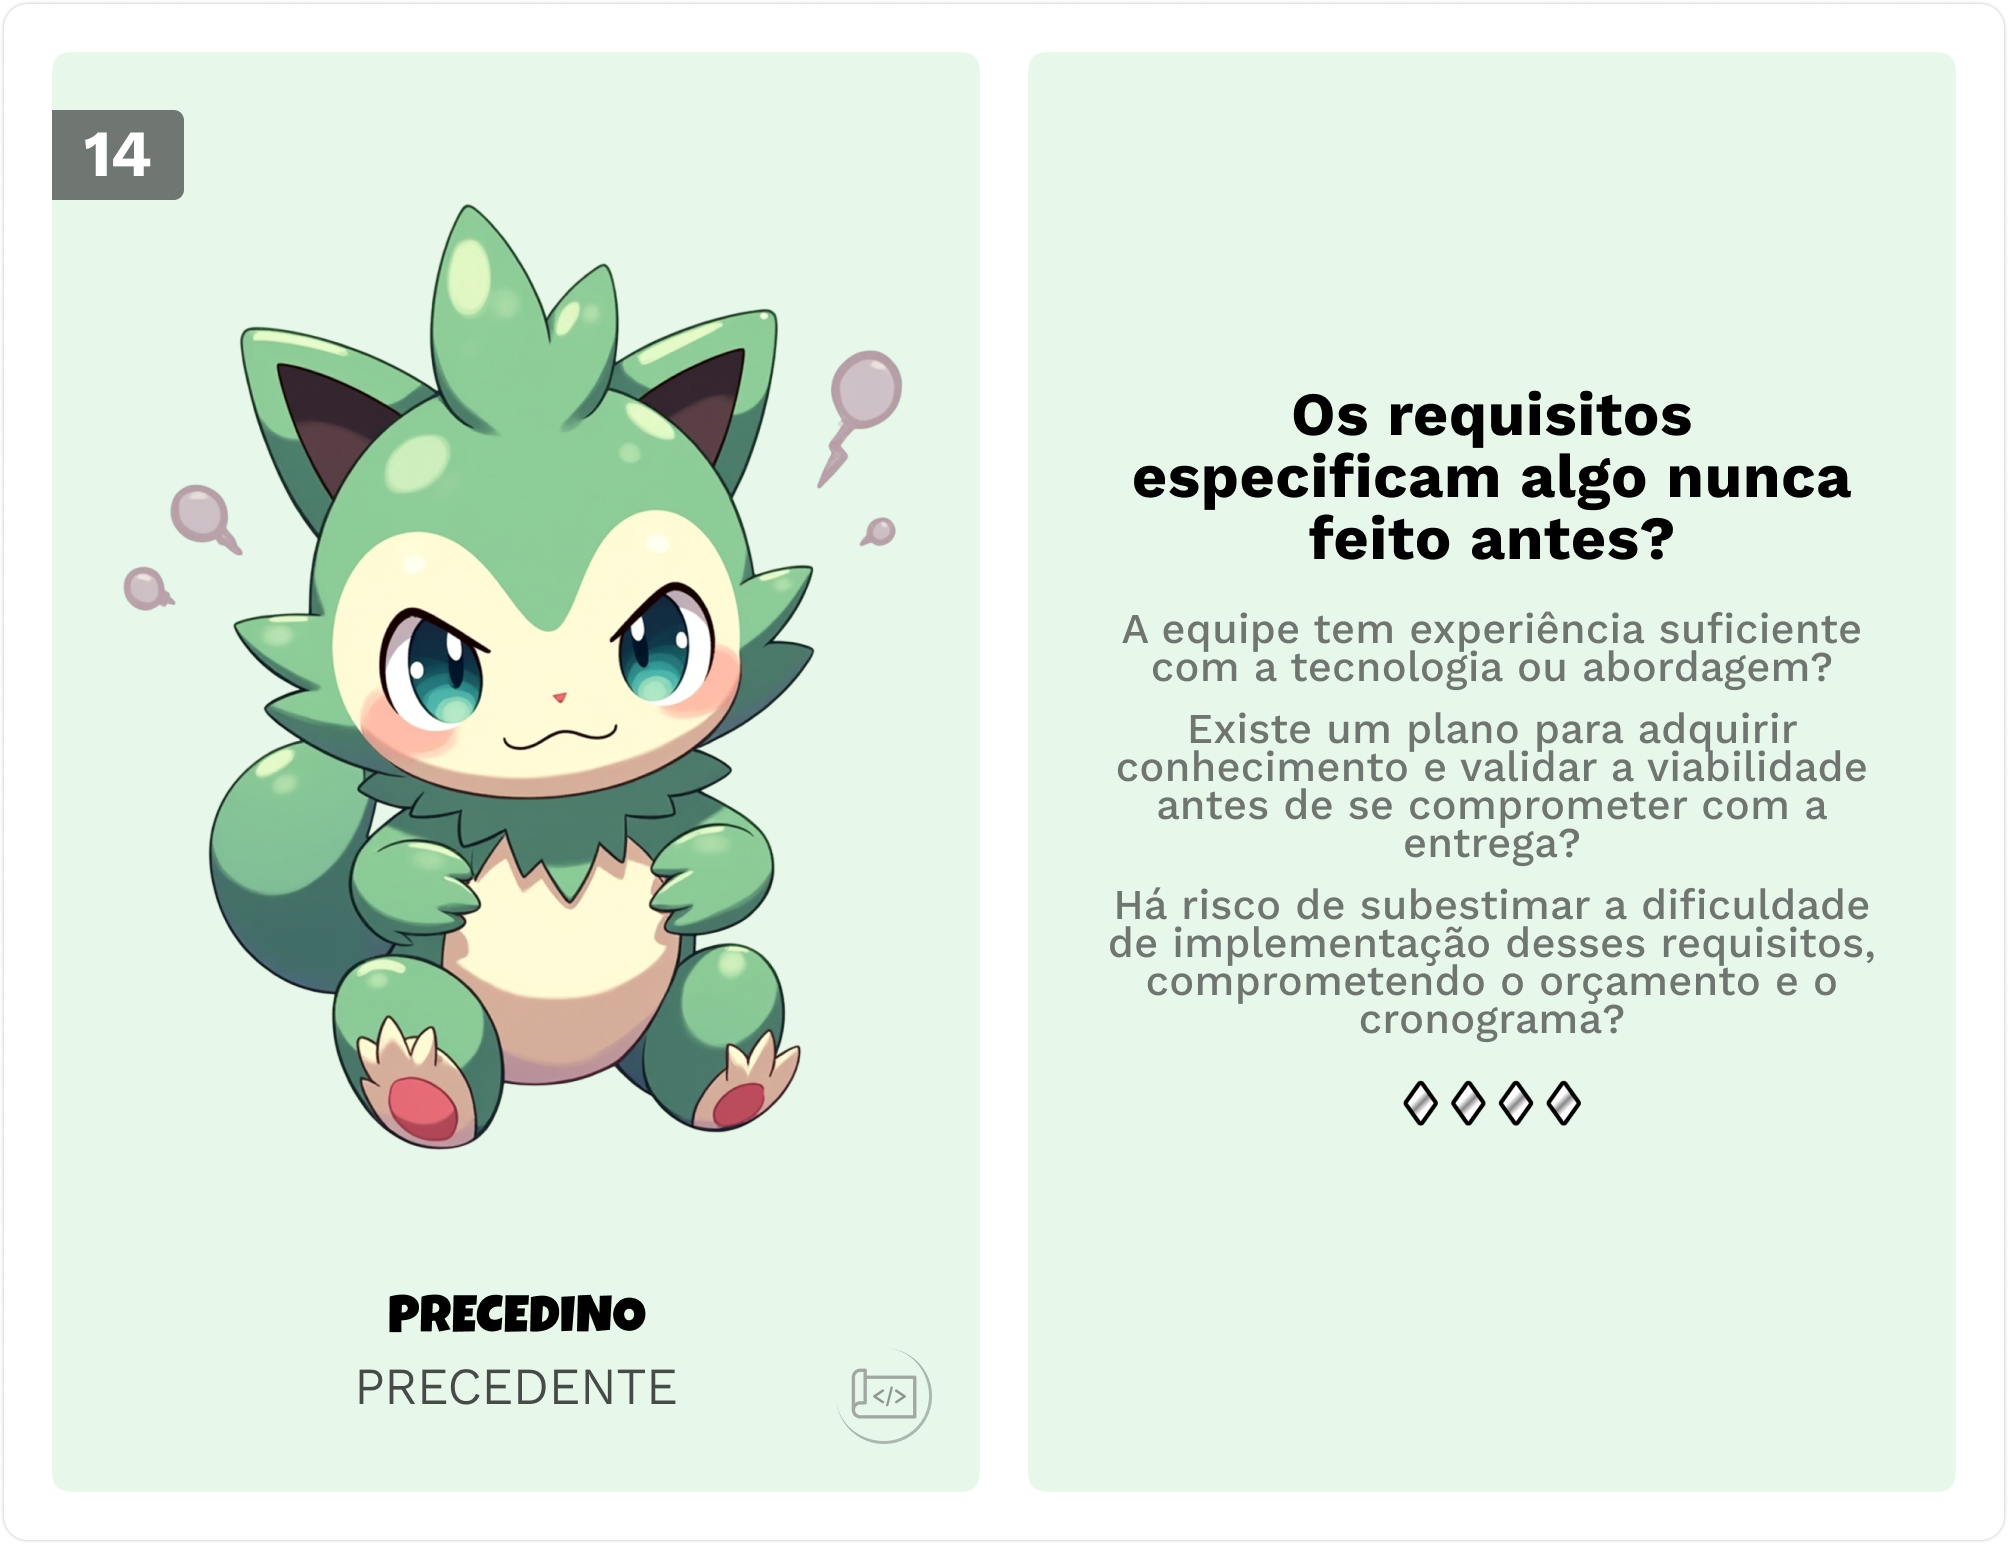 14
PRECEDINO
PRECEDENTE
</>
Os requisitos
especificam algo nunca
feito antes?
A equipe tem experiência suficiente
com a tecnologia ou abordagem?
Existe um plano para adquirir
conhecimento e validar a viabilidade
antes de se comprometer com a
entrega?
Há risco de subestimar a dificuldade
de implementação desses requisitos,
comprometendo o orçamento e o
cronograma?